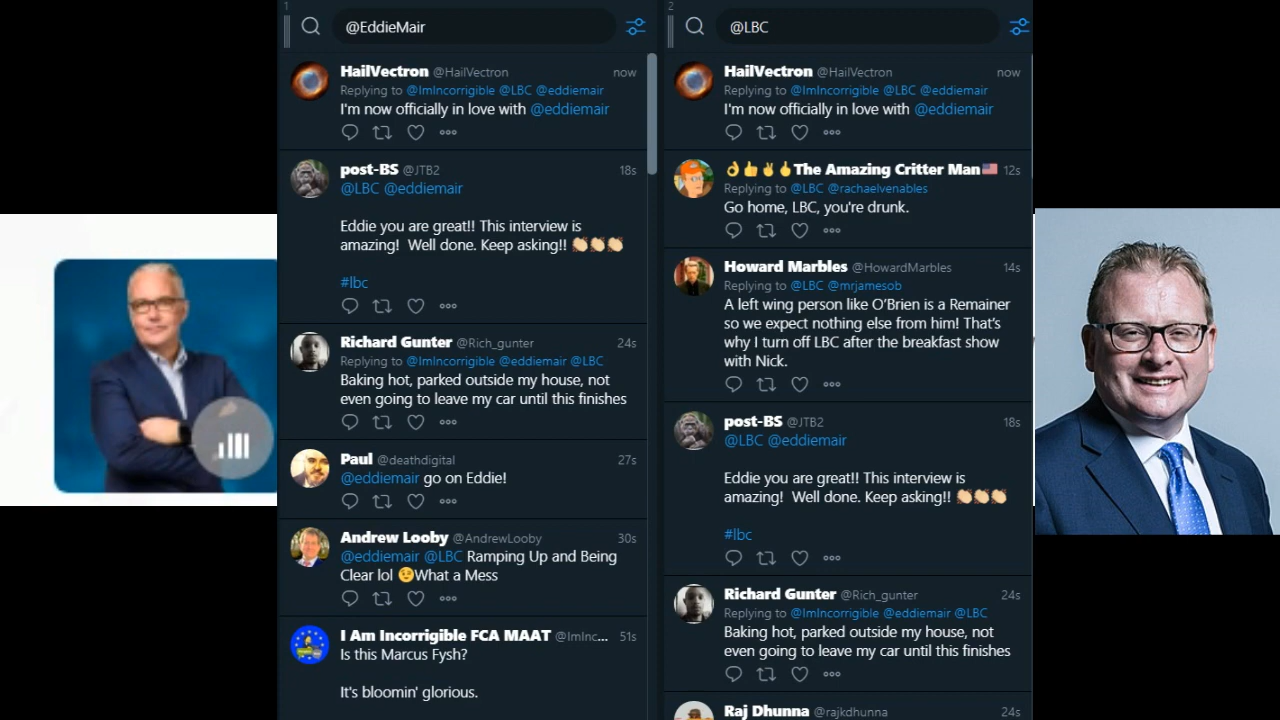 1
@EddieMair
HailVectron @HailVectron now
Replying to @ImIncorrigible @LBC @eddiemair
I'm now officially in love with @eddiemair
post-BS @JTB2 18s
@LBC @eddiemair
Eddie you are great!! This interview is
amazing! Well done. Keep asking!! 👏🏻👏🏻👏🏻
#lbc
Richard Gunter @Rich_gunter 24s
Replying to @ImIncorrigible @eddiemair @LBC
Baking hot, parked outside my house, not
even going to leave my car until this finishes
Paul @deathdigital 27s
@eddiemair go on Eddie!
Andrew Looby @AndrewLooby 30s
@eddiemair @LBC Ramping Up and Being
Clear lol 😉What a Mess
I Am Incorrigible FCA MAAT @ImInc... 51s
Is this Marcus Fysh?
It's bloomin' glorious.
2
@LBC
HailVectron @HailVectron now
Replying to @ImIncorrigible @LBC @eddiemair
I'm now officially in love with @eddiemair
👌👍✌👆The Amazing Critter Man🇺🇸 12s
Replying to @LBC @rachaelvenables
Go home, LBC, you're drunk.
Howard Marbles @HowardMarbles 14s
Replying to @LBC @mrjamesob
A left wing person like O’Brien is a Remainer
so we expect nothing else from him! That's
why I turn off LBC after the breakfast show
with Nick.
post-BS @JTB2 18s
@LBC @eddiemair
Eddie you are great!! This interview is
amazing! Well done. Keep asking!! 👏🏻👏🏻👏🏻
#lbc
Richard Gunter @Rich_gunter 24s
Replying to @ImIncorrigible @eddiemair @LBC
Baking hot, parked outside my house, not
even going to leave my car until this finishes
Raj Dhunna @rajkdhunna 24s